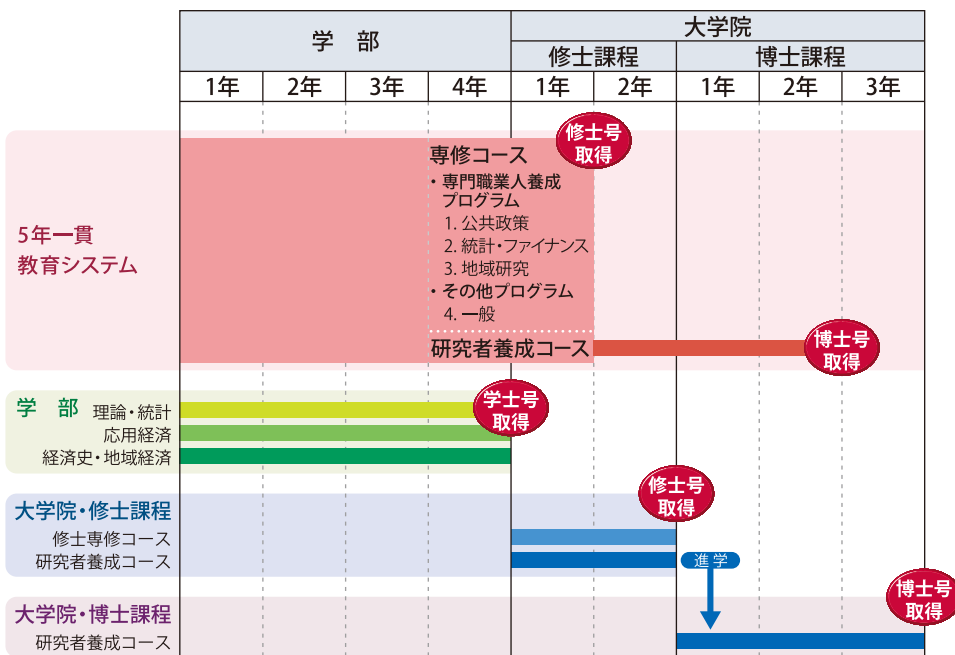 学 部
大学院
修士課程
博士課程
1年
2年
3年
4年
1年
2年
1年
2年
3年
5年一貫
教育システム
修士号
取得
専修コース
・専門職業人養成
プログラム
1. 公共政策
2. 統計・ファイナンス
3. 地域研究
・その他プログラム
4. 一般
研究者養成コース
博士号
取得
学 部
理論・統計
応用経済
経済史・地域経済
学士号
取得
大学院・修士課程
修士専修コース
研究者養成コース
修士号
取得
進学
大学院・博士課程
研究者養成コース
博士号
取得